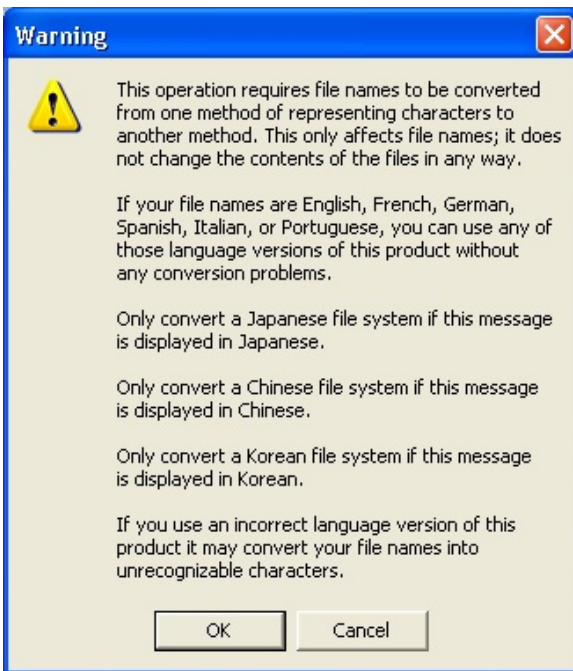 Warning
This operation requires file names to be converted
from one method of representing characters to
another method. This only affects file names; it does
not change the contents of the files in any way.
If your file names are English, French, German,
Spanish, Italian, or Portuguese, you can use any of
those language versions of this product without
any conversion problems.
Only convert a Japanese file system if this message
is displayed in Japanese.
Only convert a Chinese file system if this message
is displayed in Chinese.
Only convert a Korean file system if this message
is displayed in Korean.
If you use an incorrect language version of this
product it may convert your file names into
unrecognizable characters.
OK
Cancel